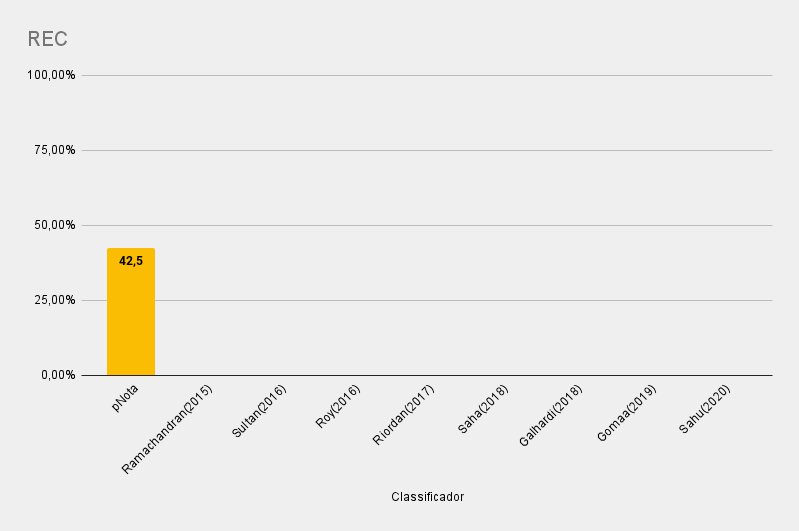 REC
100,00%
75,00%
50,00%
25,00%
0,00%
42,5
pNota
Ramachandran(2015)
Sultan(2016)
Roy(2016)
Riordan(2017)
Saha(2018)
Galhardi(2018)
Gomaa(2019)
Sahu(2020)
Classificador